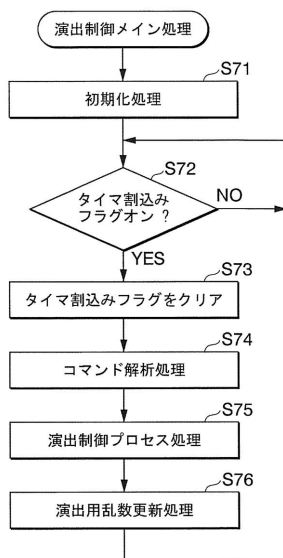 演出制御メイン処理
S71
初期化処理
S72
タイマ割込み
フラグオン ?
NO
YES
S73
タイマ割込みフラグをクリア
S74
コマンド解析処理
S75
演出制御プロセス処理
S76
演出用乱数更新処理